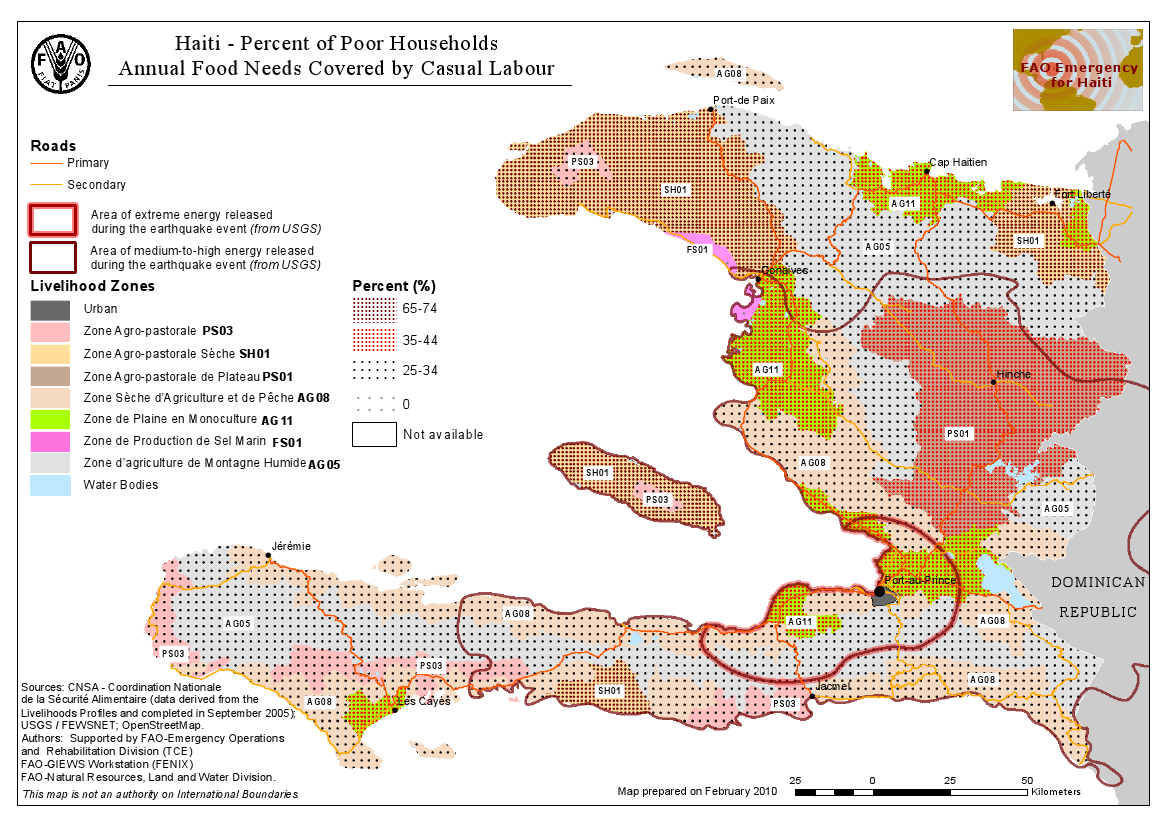 Haiti - Percent of Poor Households
Annual Food Needs Covered by Casual Labour
F A O
FIAT PANIS
FAO Emergency
for Haiti
Roads
Primary
Secondary
Area of extreme energy released
during the earthquake event (from USGS)
Area of medium-to-high energy released
during the earthquake event (from USGS)
Livelihood Zones
Urban
Zone Agro-pastorale PS03
Zone Agro-pastorale Sèche SH01
Zone Agro-pastorale de Plateau PS01
Zone Sèche d'Agriculture et de Pêche AG08
Zone de Plaine en Monoculture AG11
Zone de Production de Sel Marin FS01
Zone d'agriculture de Montagne Humide AG05
Water Bodies
Percent (%)
65-74
35-44
25-34
0
Not available
AG08
Port-de Paix
PS03
SH01
Cap Haitien
AG11
Fort Liberté
SH01
AG05
FS01
Gonaives
AG11
Hinche
PS01
AG08
SH01
PS03
AG05
Jérémie
Port-au-Prince
DOMINICAN
REPUBLIC
AG05
AG08
AG11
AG08
PS03
PS03
SH01
AG08
Jacmel
PS03
AG08
Les Cayes
Sources: CNSA - Coordination Nationale
de la Sécurité Alimentaire (data derived from the
Livelihoods Profiles and completed in September 2005);
USGS / FEWSNET; OpenStreetMap.
Authors: Supported by FAO-Emergency Operations
and Rehabilitation Division (TCE)
FAO-GIEWS Workstation (FENIX)
FAO-Natural Resources, Land and Water Division.
This map is not an authority on International Boundaries
Map prepared on February 2010
25 0 25 50
Kilometers